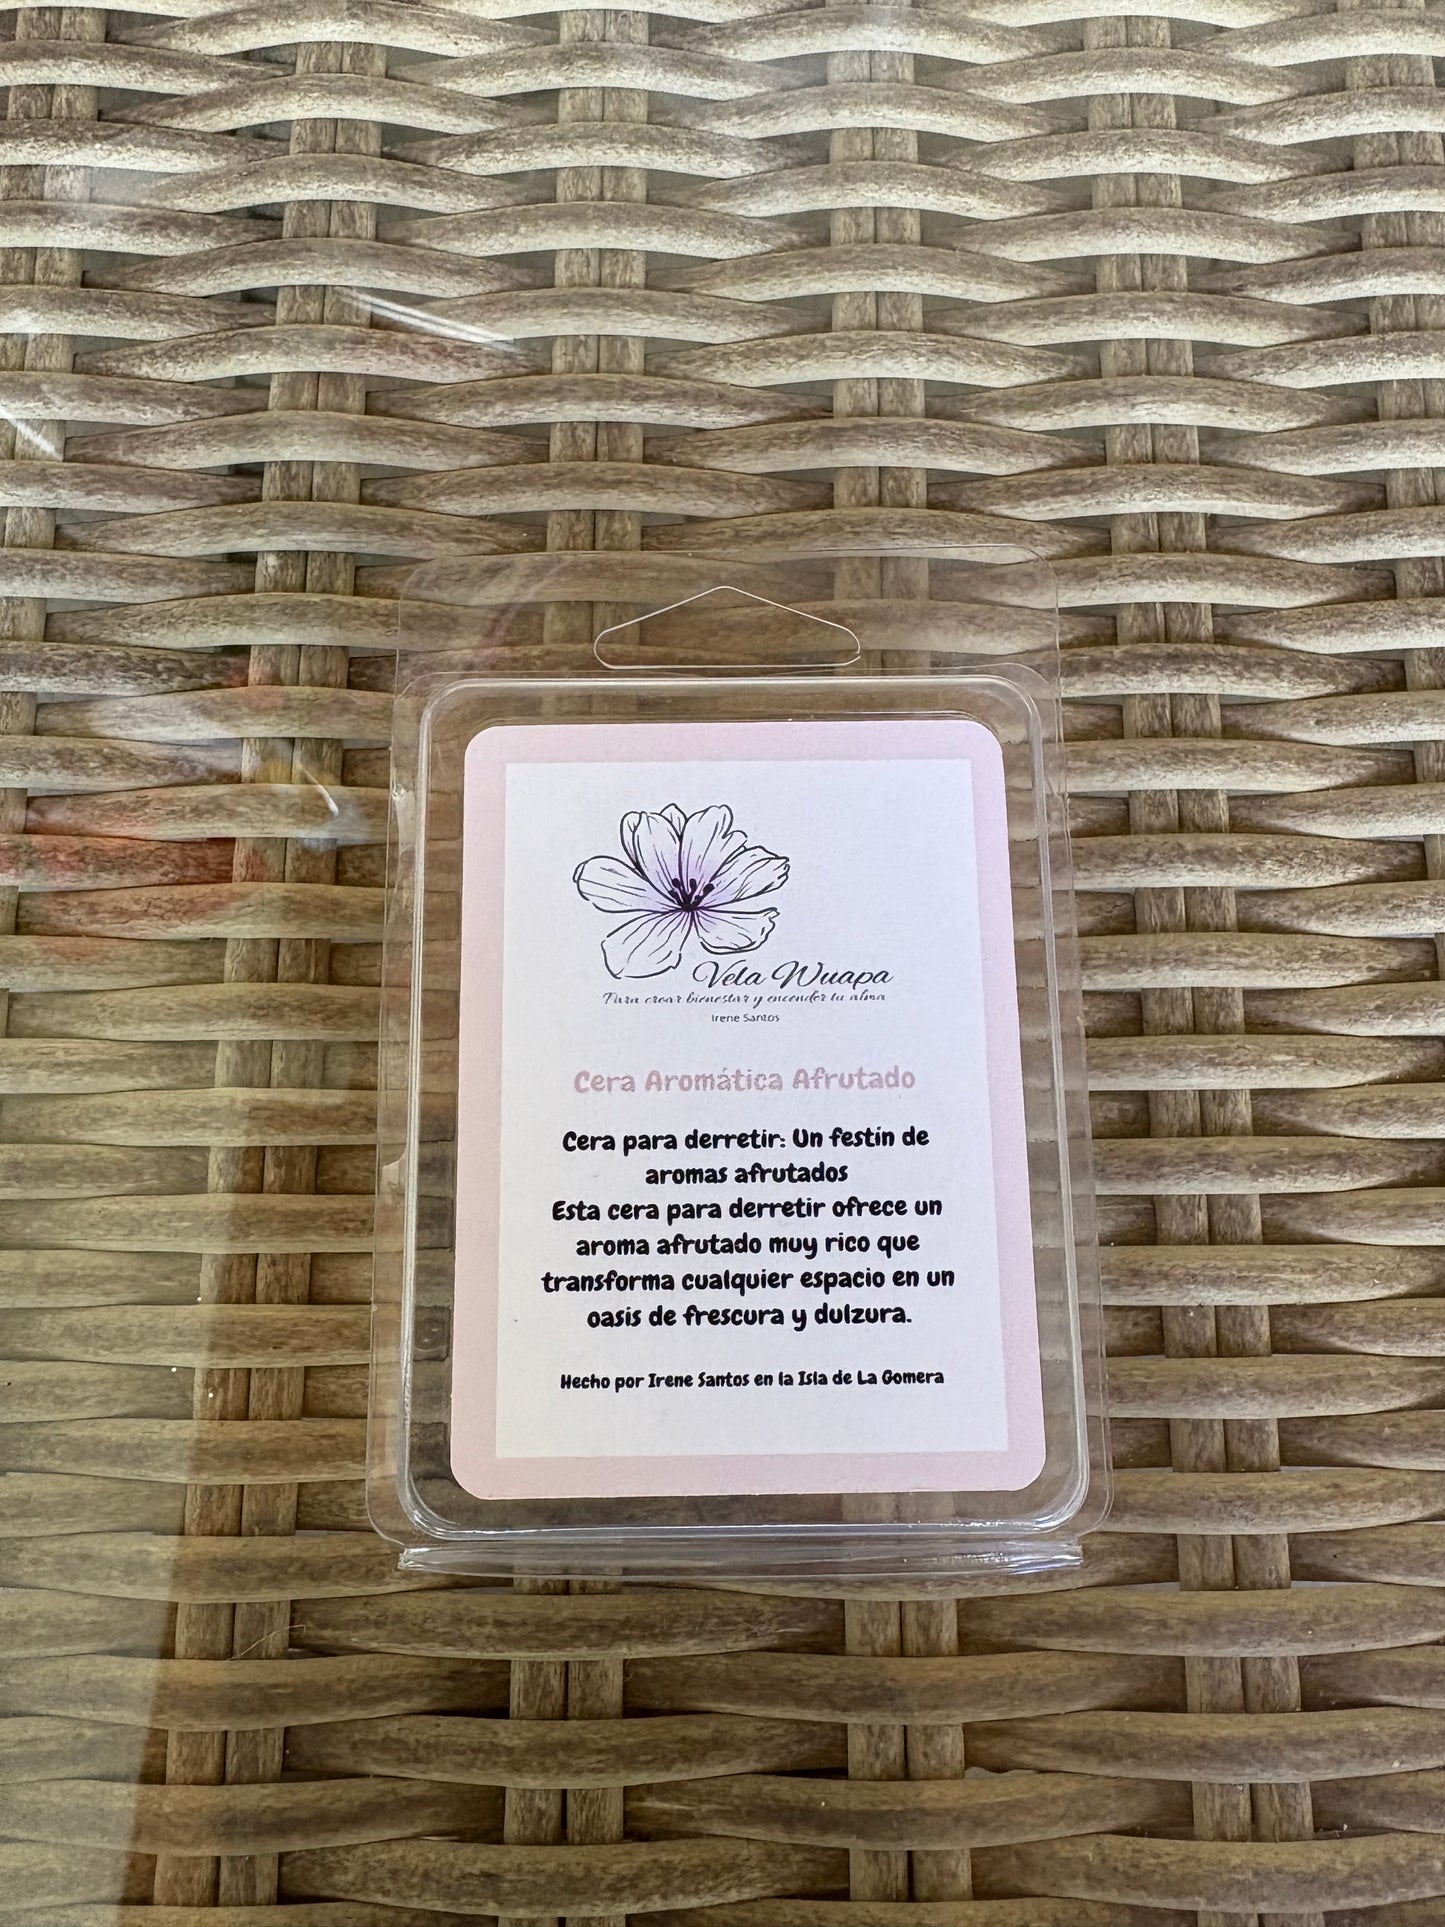 Vela Wuapa
Para crear bienestar y encender tu alma
Irene Santos
Cera Aromática Afrutado
Cera para derretir: Un festín de
aromas afrutados
Esta cera para derretir ofrece un
aroma afrutado muy rico que
transforma cualquier espacio en un
oasis de frescura y dulzura.
Hecho por Irene Santos en la Isla de La Gomera